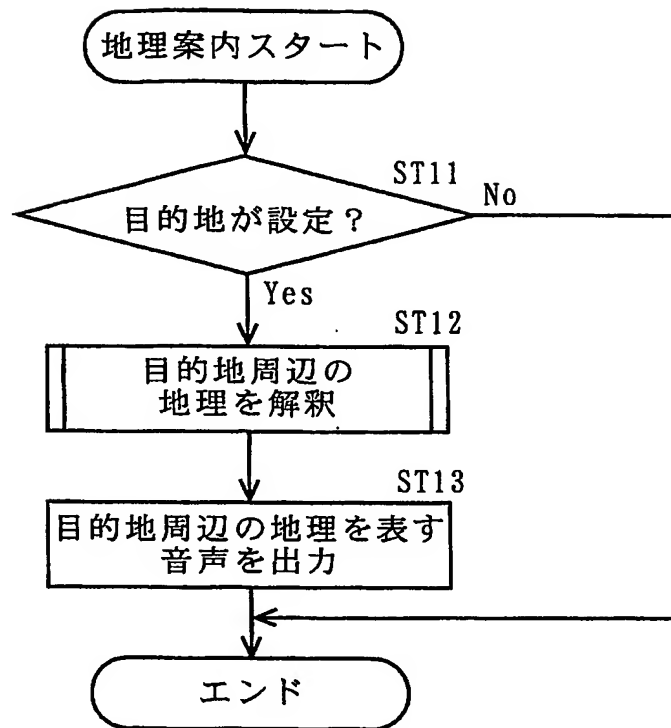 地理案内スタート
ST11
目的地が設定？
No
Yes
ST12
目的地周辺の
地理を解釈
ST13
目的地周辺の地理を表す
音声を出力
エンド